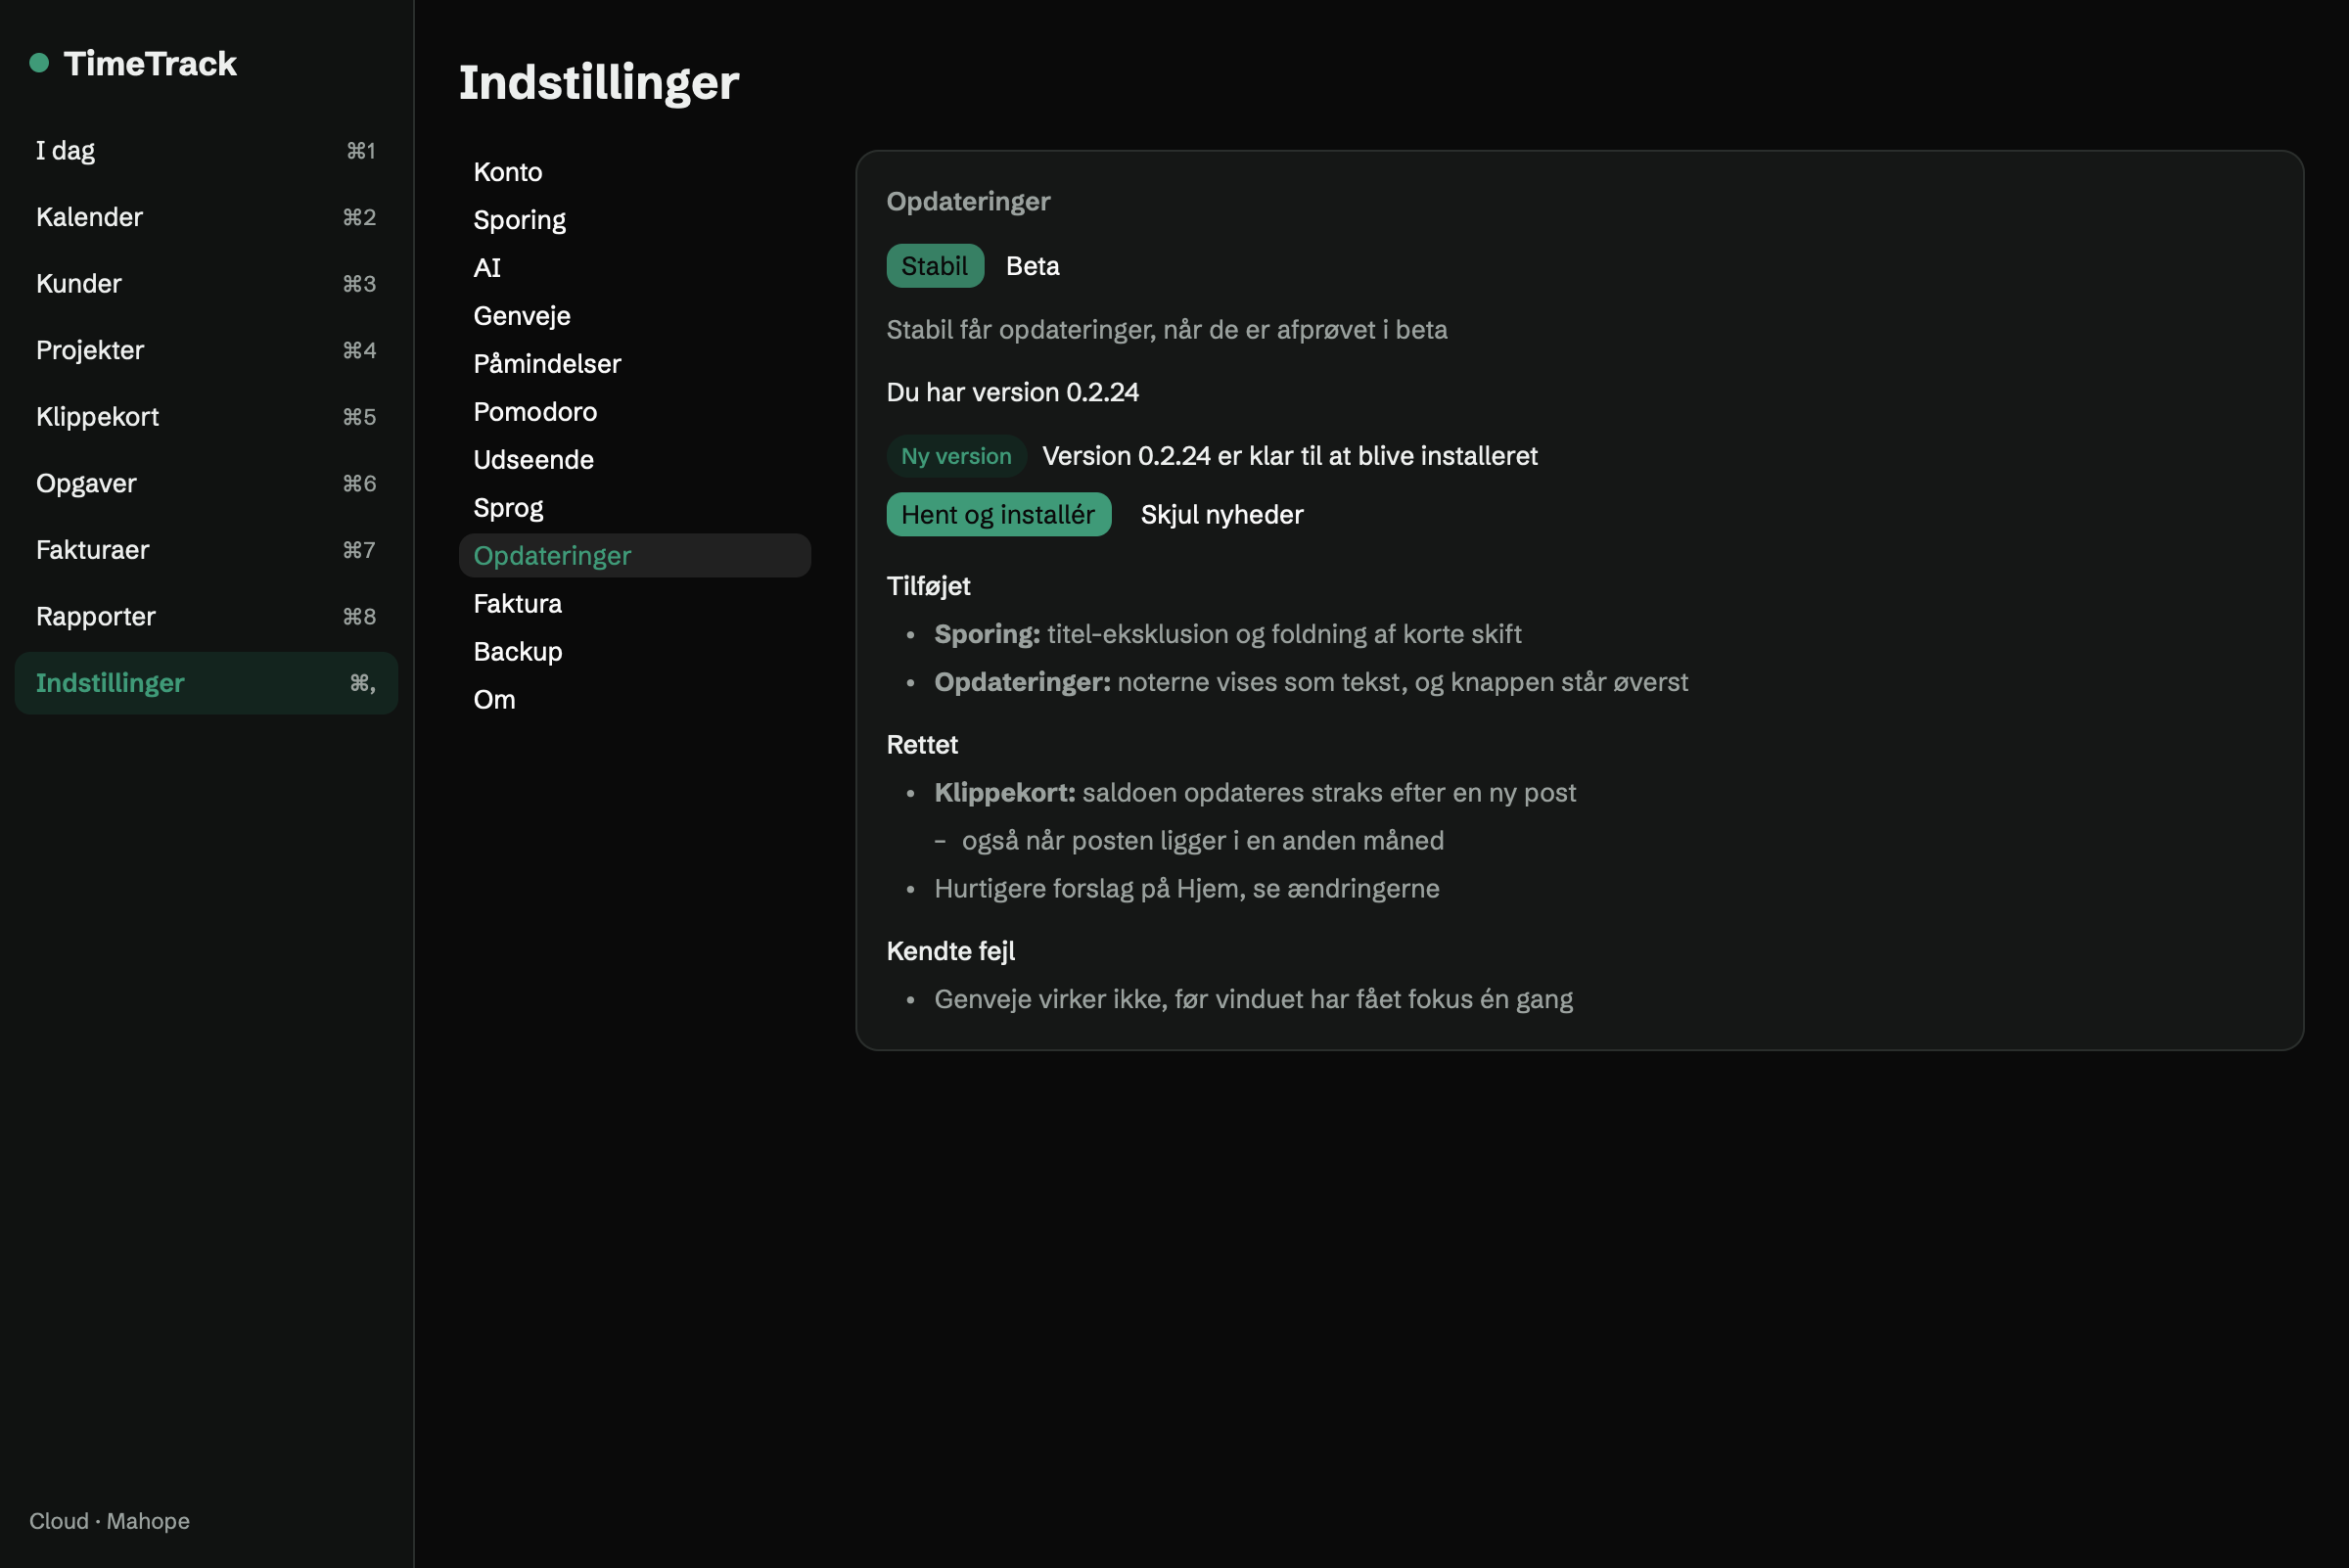 TimeTrack
I dag ⌘1
Kalender ⌘2
Kunder ⌘3
Projekter ⌘4
Klippekort ⌘5
Opgaver ⌘6
Fakturaer ⌘7
Rapporter ⌘8
Indstillinger ⌘,
Cloud · Mahope
Indstillinger
Konto
Sporing
AI
Genveje
Påmindelser
Pomodoro
Udseende
Sprog
Opdateringer
Faktura
Backup
Om
Opdateringer
Stabil Beta
Stabil får opdateringer, når de er afprøvet i beta
Du har version 0.2.24
Ny version Version 0.2.24 er klar til at blive installeret
Hent og installér Skjul nyheder
Tilføjet
• Sporing: titel-eksklusion og foldning af korte skift
• Opdateringer: noterne vises som tekst, og knappen står øverst
Rettet
• Klippekort: saldoen opdateres straks efter en ny post
– også når posten ligger i en anden måned
• Hurtigere forslag på Hjem, se ændringerne
Kendte fejl
• Genveje virker ikke, før vinduet har fået fokus én gang